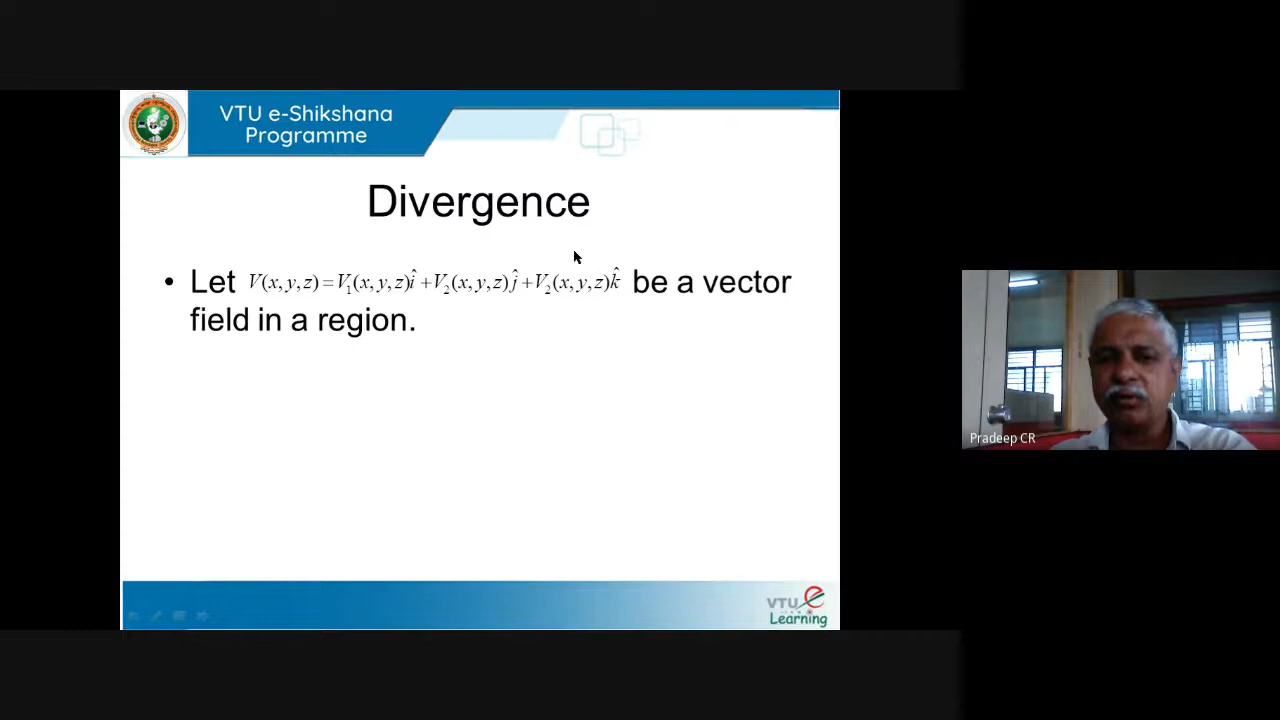 VTU e-Shikshana
Programme
Divergence
• Let V(x, y, z) = V₁(x, y, z)î + V₂(x, y, z)ĵ + V₂(x, y, z)k̂ be a vector
field in a region.
Pradeep CR
VTU e
Learning